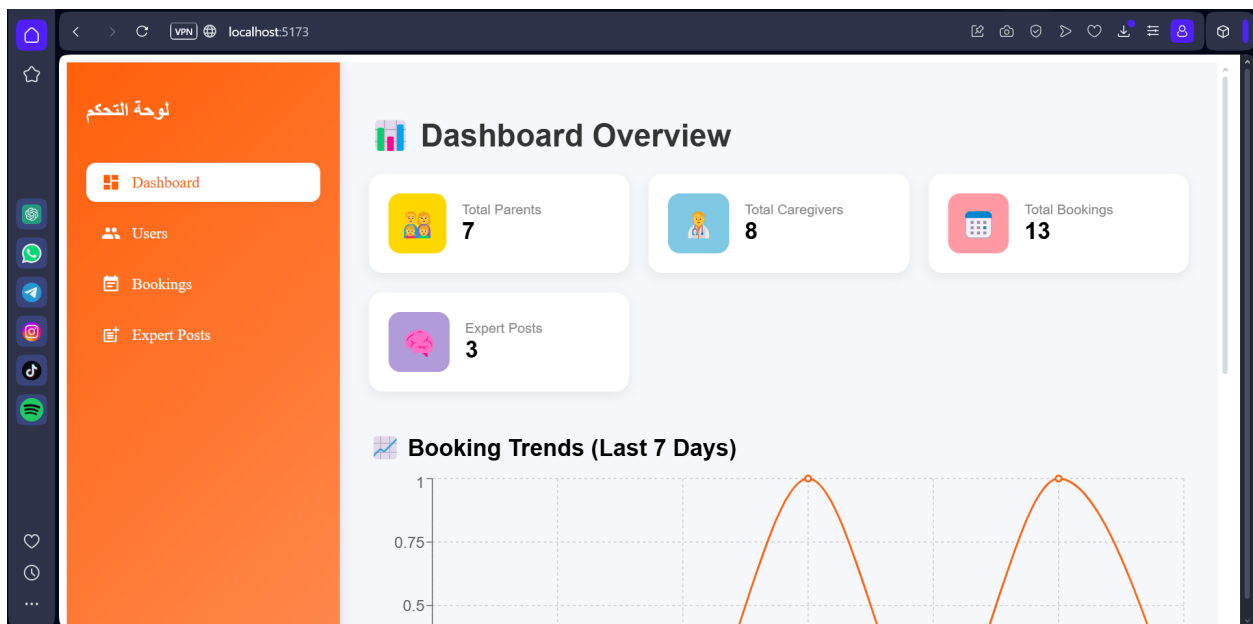 VPN localhost:5173
لوحة التحكم
Dashboard
Users
Bookings
Expert Posts
Dashboard Overview
Total Parents
7
Total Caregivers
8
Total Bookings
13
Expert Posts
3
Booking Trends (Last 7 Days)
1
0.75
0.5